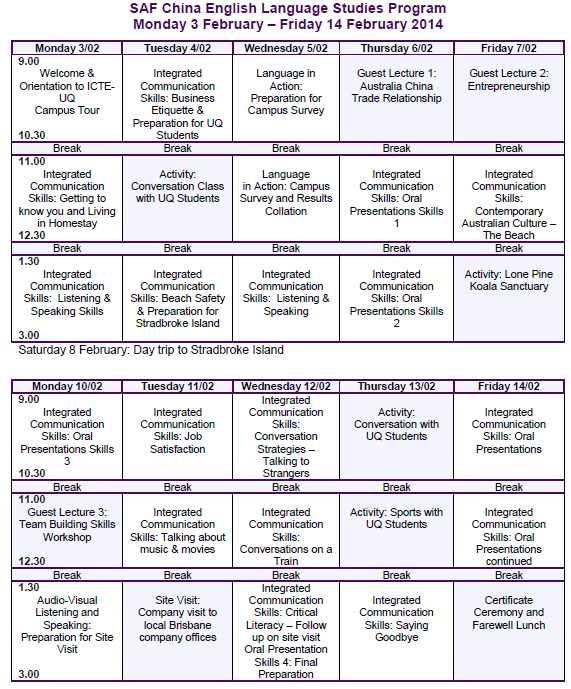 SAF China English Language Studies Program
Monday 3 February – Friday 14 February 2014
Monday 3/02 Tuesday 4/02 Wednesday 5/02 Thursday 6/02 Friday 7/02
9.00
Welcome &
Orientation to ICTE-
UQ
Campus Tour
10.30
Integrated
Communication
Skills: Business
Etiquette &
Preparation for UQ
Students
Language in
Action:
Preparation for
Campus Survey
Guest Lecture 1:
Australia China
Trade Relationship
Guest Lecture 2:
Entrepreneurship
Break Break Break Break Break
11.00
Integrated
Communication
Skills: Getting to
know you and Living
in Homestay
12.30
Activity:
Conversation Class
with UQ Students
Language
in Action: Campus
Survey and Results
Collation
Integrated
Communication
Skills: Oral
Presentations Skills
1
Integrated
Communication
Skills:
Contemporary
Australian Culture –
The Beach
Break Break Break Break Break
1.30
Integrated
Communication
Skills: Listening &
Speaking Skills
3.00
Integrated
Communication
Skills: Beach Safety
& Preparation for
Stradbroke Island
Integrated
Communication
Skills: Listening &
Speaking
Integrated
Communication
Skills: Oral
Presentations Skills
2
Activity: Lone Pine
Koala Sanctuary
Saturday 8 February: Day trip to Stradbroke Island
Monday 10/02 Tuesday 11/02 Wednesday 12/02 Thursday 13/02 Friday 14/02
9.00
Integrated
Communication
Skills: Oral
Presentations Skills
3
10.30
Integrated
Communication
Skills: Job
Satisfaction
Integrated
Communication
Skills:
Conversation
Strategies –
Talking to
Strangers
Activity:
Conversation with
UQ Students
Integrated
Communication
Skills: Oral
Presentations
Break Break Break Break Break
11.00
Guest Lecture 3:
Team Building Skills
Workshop
12.30
Integrated
Communication
Skills: Talking about
music & movies
Integrated
Communication
Skills:
Conversations on a
Train
Activity: Sports with
UQ Students
Integrated
Communication
Skills: Oral
Presentations
continued
Break Break Break Break Break
1.30
Audio-Visual
Listening and
Speaking:
Preparation for Site
Visit
3.00
Site Visit:
Company visit to
local Brisbane
company offices
Integrated
Communication
Skills: Critical
Literacy – Follow
up on site visit
Oral Presentation
Skills 4: Final
Preparation
Integrated
Communication
Skills: Saying
Goodbye
Certificate
Ceremony and
Farewell Lunch